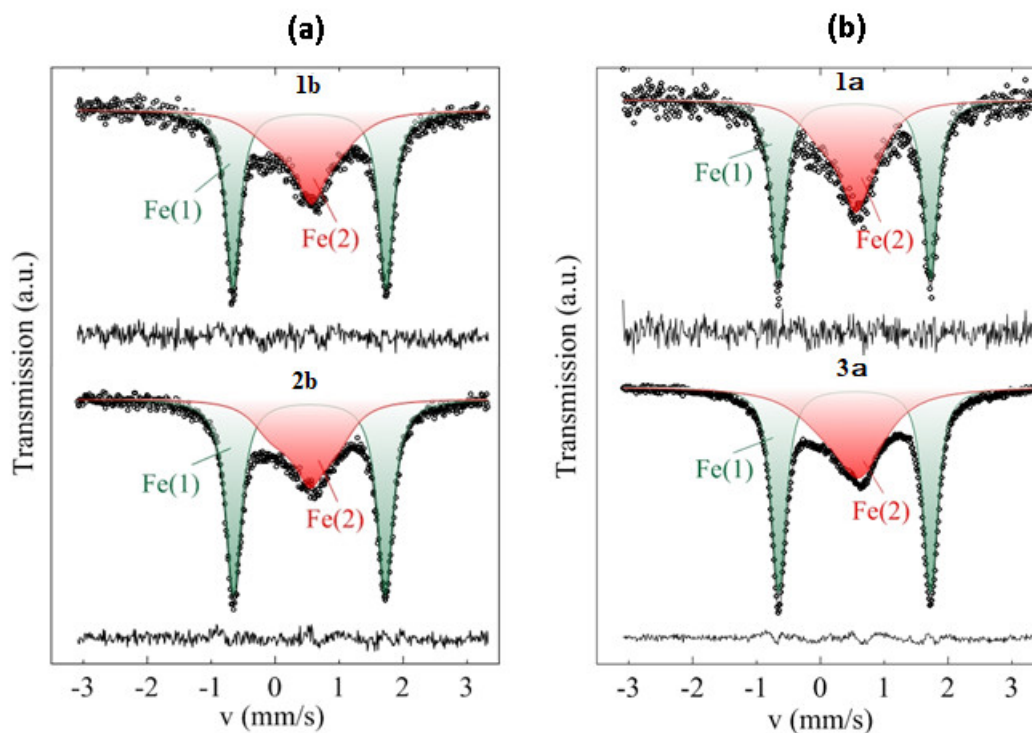 (a)
(b)
1b
Fe(1)
Fe(2)
2b
Fe(1)
Fe(2)
Transmission (a.u.)
-3 -2 -1 0 1 2 3
v (mm/s)
1a
Fe(1)
Fe(2)
3a
Fe(1)
Fe(2)
Transmission (a.u.)
-3 -2 -1 0 1 2 3
v (mm/s)